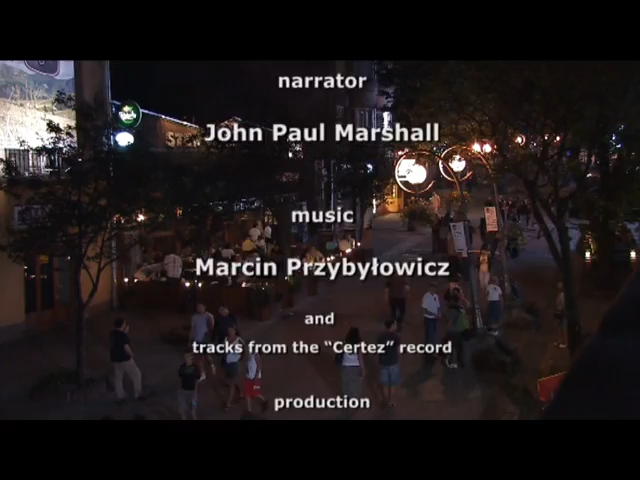 narrator
John Paul Marshall
music
Marcin Przybyłowicz
and
tracks from the “Certez” record
production